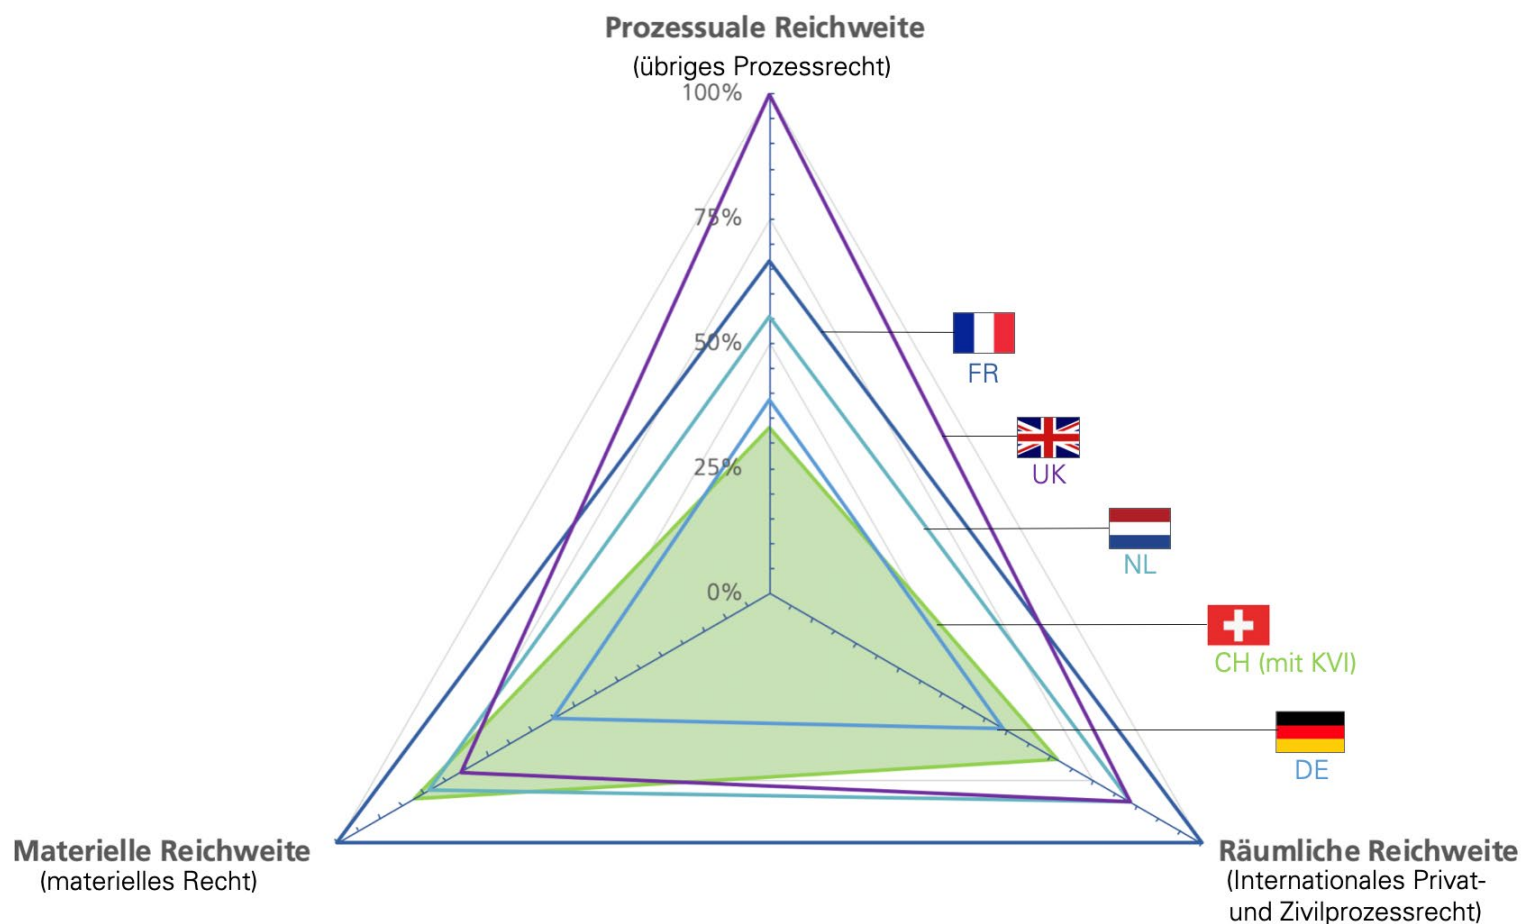 Prozessuale Reichweite
(übriges Prozessrecht)
100%
75%
50%
25%
0%
FR
UK
NL
CH (mit KVI)
DE
Materielle Reichweite
(materielles Recht)
Räumliche Reichweite
(Internationales Privat-
und Zivilprozessrecht)